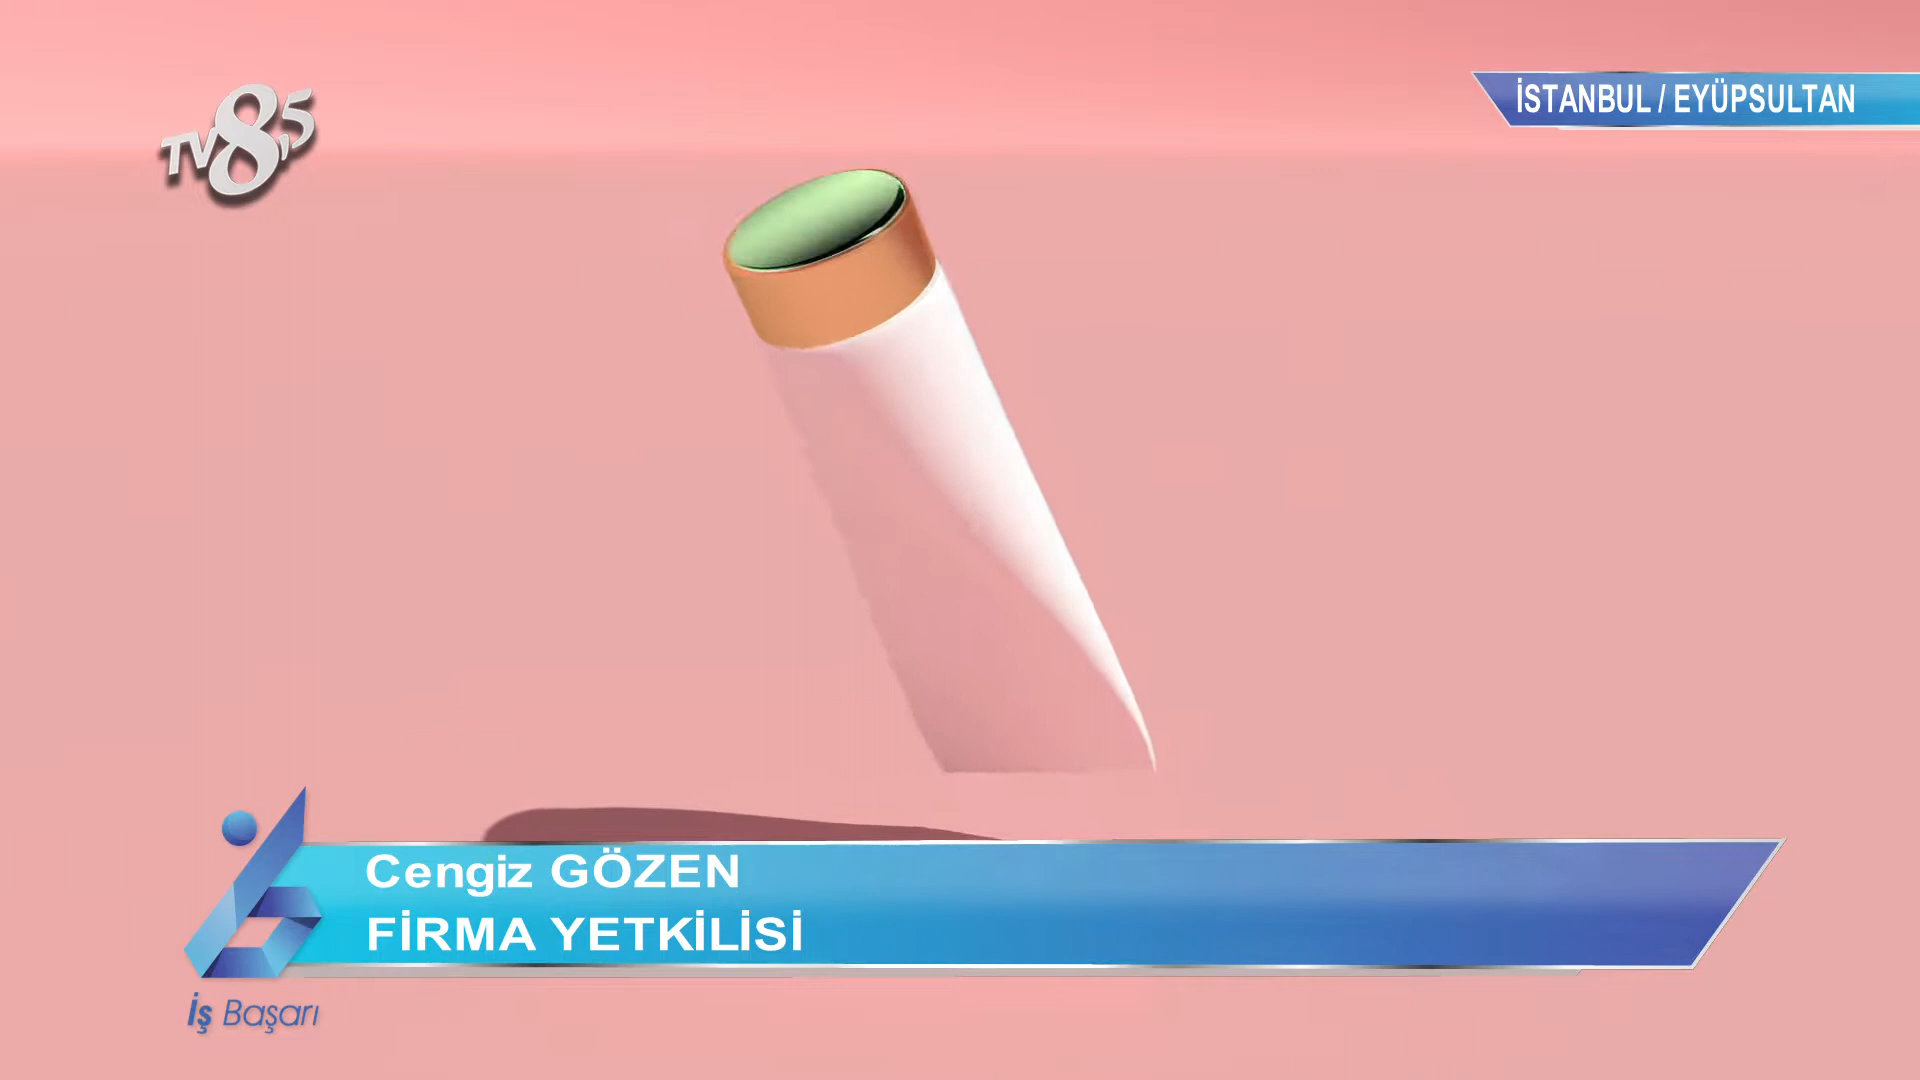 TV8,5
İSTANBUL / EYÜPSULTAN
Cengiz GÖZEN
FİRMA YETKİLİSİ
İş Başarı